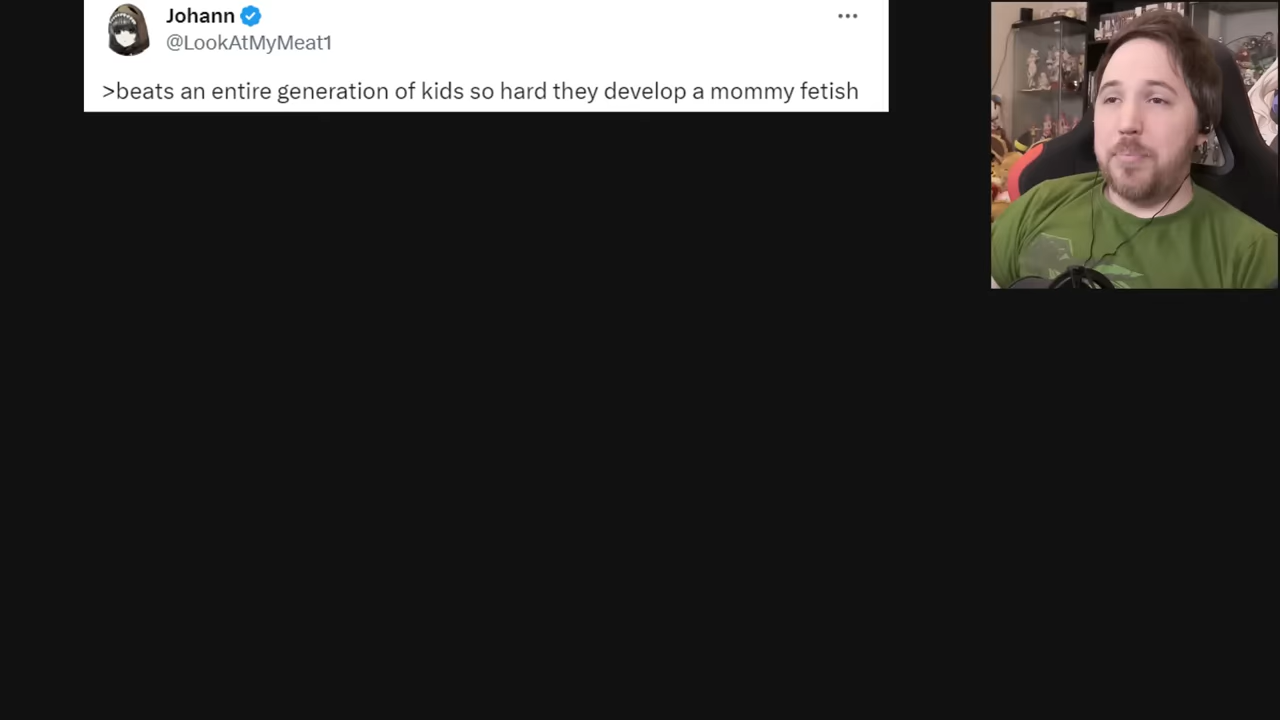 Johann
@LookAtMyMeat1
>beats an entire generation of kids so hard they develop a mommy fetish